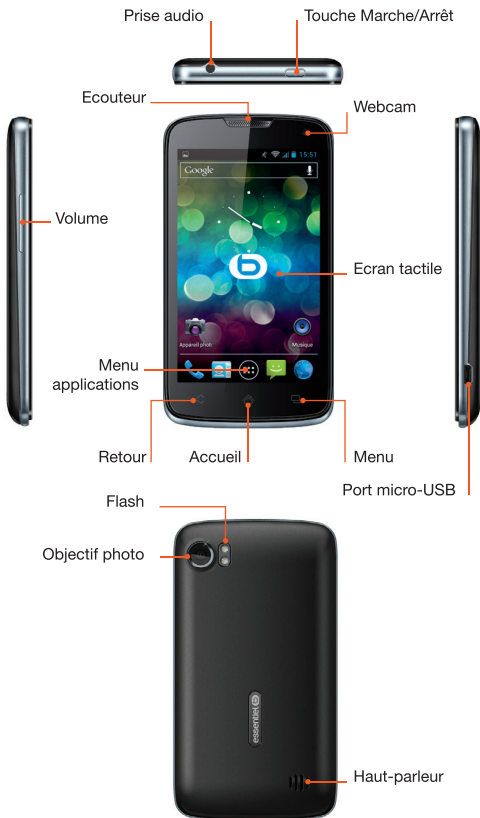 Prise audio
Touche Marche/Arrêt
Ecouteur
Webcam
15:51
Google
Volume
Ecran tactile
Appareil phot
Musique
Menu
applications
Retour
Accueil
Menu
Port micro-USB
Flash
Objectif photo
essentiel b
Haut-parleur